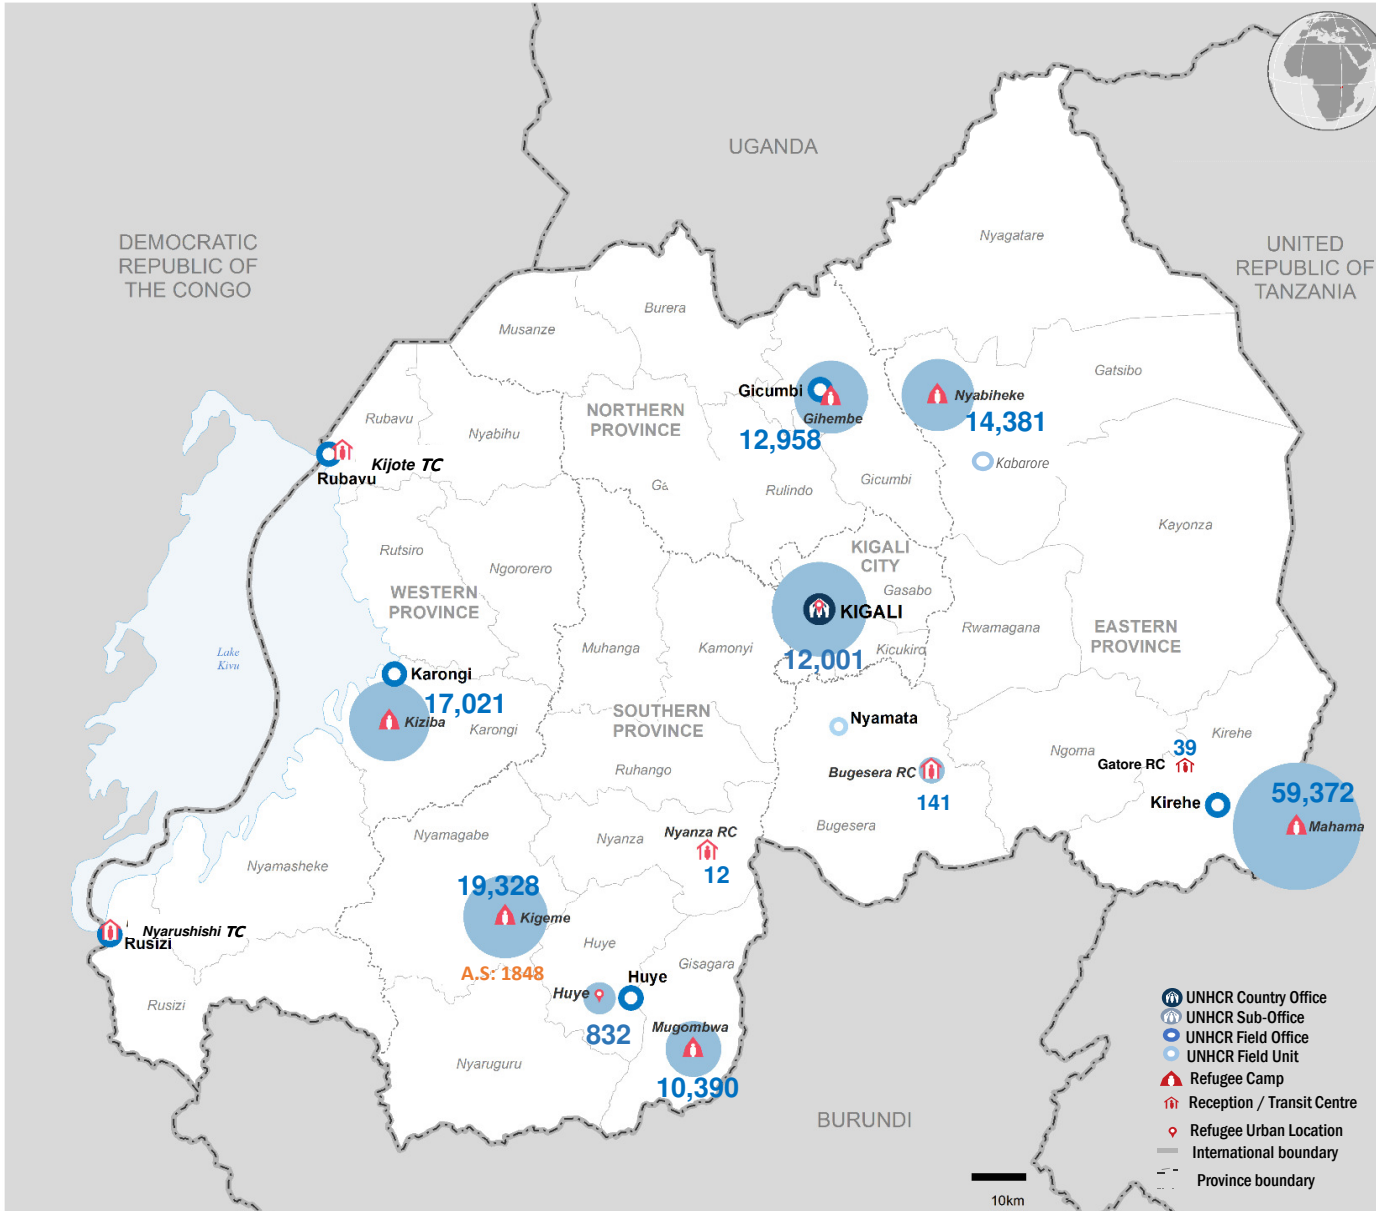 UGANDA
DEMOCRATIC
REPUBLIC OF
THE CONGO
UNITED
REPUBLIC OF
TANZANIA
Nyagatare
Burera
Musanze
Gatsibo
Gicumbi
Gihembe
12,958
Nyabiheke
14,381
Kabarore
NORTHERN
PROVINCE
Rubavu
Nyabihu
Kijote TC
Rubavu
Rulindo
Gicumbi
Kayonza
Rutsiro
Ngororero
WESTERN
PROVINCE
KIGALI
CITY
Gasabo
KIGALI
12,001
Kicukiro
Rwamagana
EASTERN
PROVINCE
Lake
Kivu
Muhanga
Kamonyi
Karongi
17,021
Kiziba
Karongi
SOUTHERN
PROVINCE
Ruhango
Nyamata
Bugesera RC
141
Bugesera
Ngoma
Kirehe
39
Gatore RC
Kirehe
59,372
Mahama
Nyamagabe
Nyanza
Nyanza RC
12
Nyamasheke
19,328
Kigeme
A.S: 1848
Nyarushishi TC
Rusizi
Rusizi
Huye
Gisagara
Huye
Huye
832
Mugombwa
10,390
Nyaruguru
BURUNDI
UNHCR Country Office
UNHCR Sub-Office
UNHCR Field Office
UNHCR Field Unit
Refugee Camp
Reception / Transit Centre
Refugee Urban Location
International boundary
Province boundary
10km